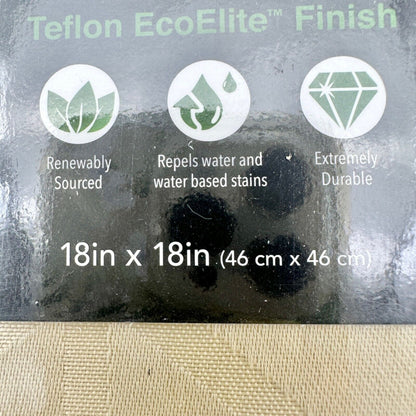 Teflon EcoElite™ Finish
Renewably
Sourced
Repels water and
water based stains
Extremely
Durable
18in x 18in (46 cm x 46 cm)